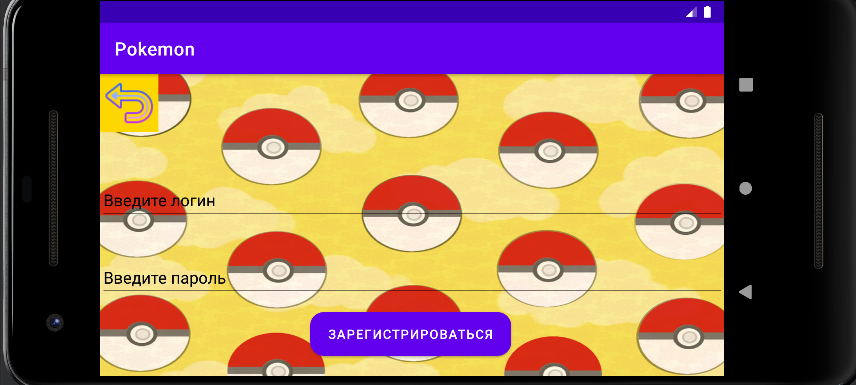 Pokemon
Введите логин
Введите пароль
ЗАРЕГИСТРИРОВАТЬСЯ